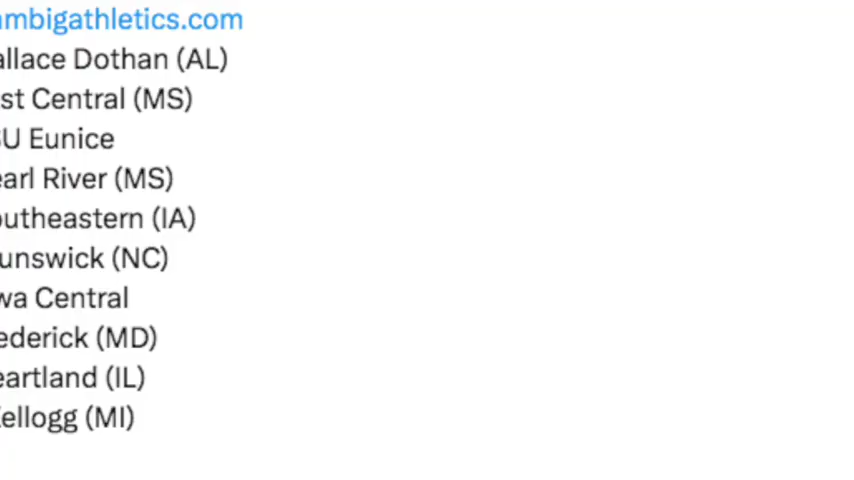 ambigathletics.com
allace Dothan (AL)
st Central (MS)
U Eunice
earl River (MS)
outheastern (IA)
unswick (NC)
wa Central
ederick (MD)
eartland (IL)
Kellogg (MI)